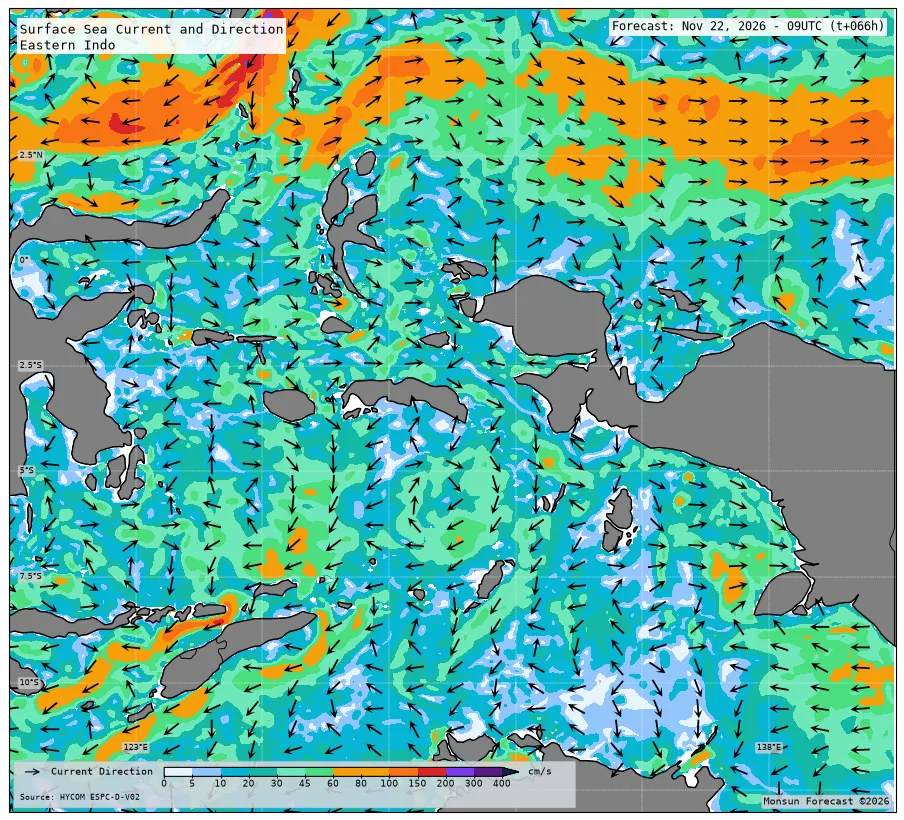 Surface Sea Current and Direction
Eastern Indo
Forecast: Nov 22, 2026 - 09UTC (t+066h)
2.5°N
0°
2.5°S
5°S
7.5°S
10°S
123°E
138°E
Current Direction
0 5 10 20 30 45 60 80 100 150 200 300 400
cm/s
Source: HYCOM ESPC-D-V02
Monsun Forecast ©2026